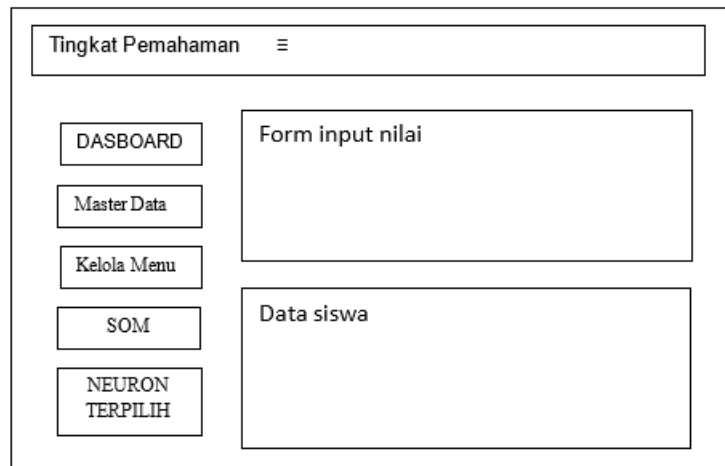 Tingkat Pemahaman ≡
DASBOARD
Master Data
Kelola Menu
SOM
NEURON
TERPILIH
Form input nilai
Data siswa